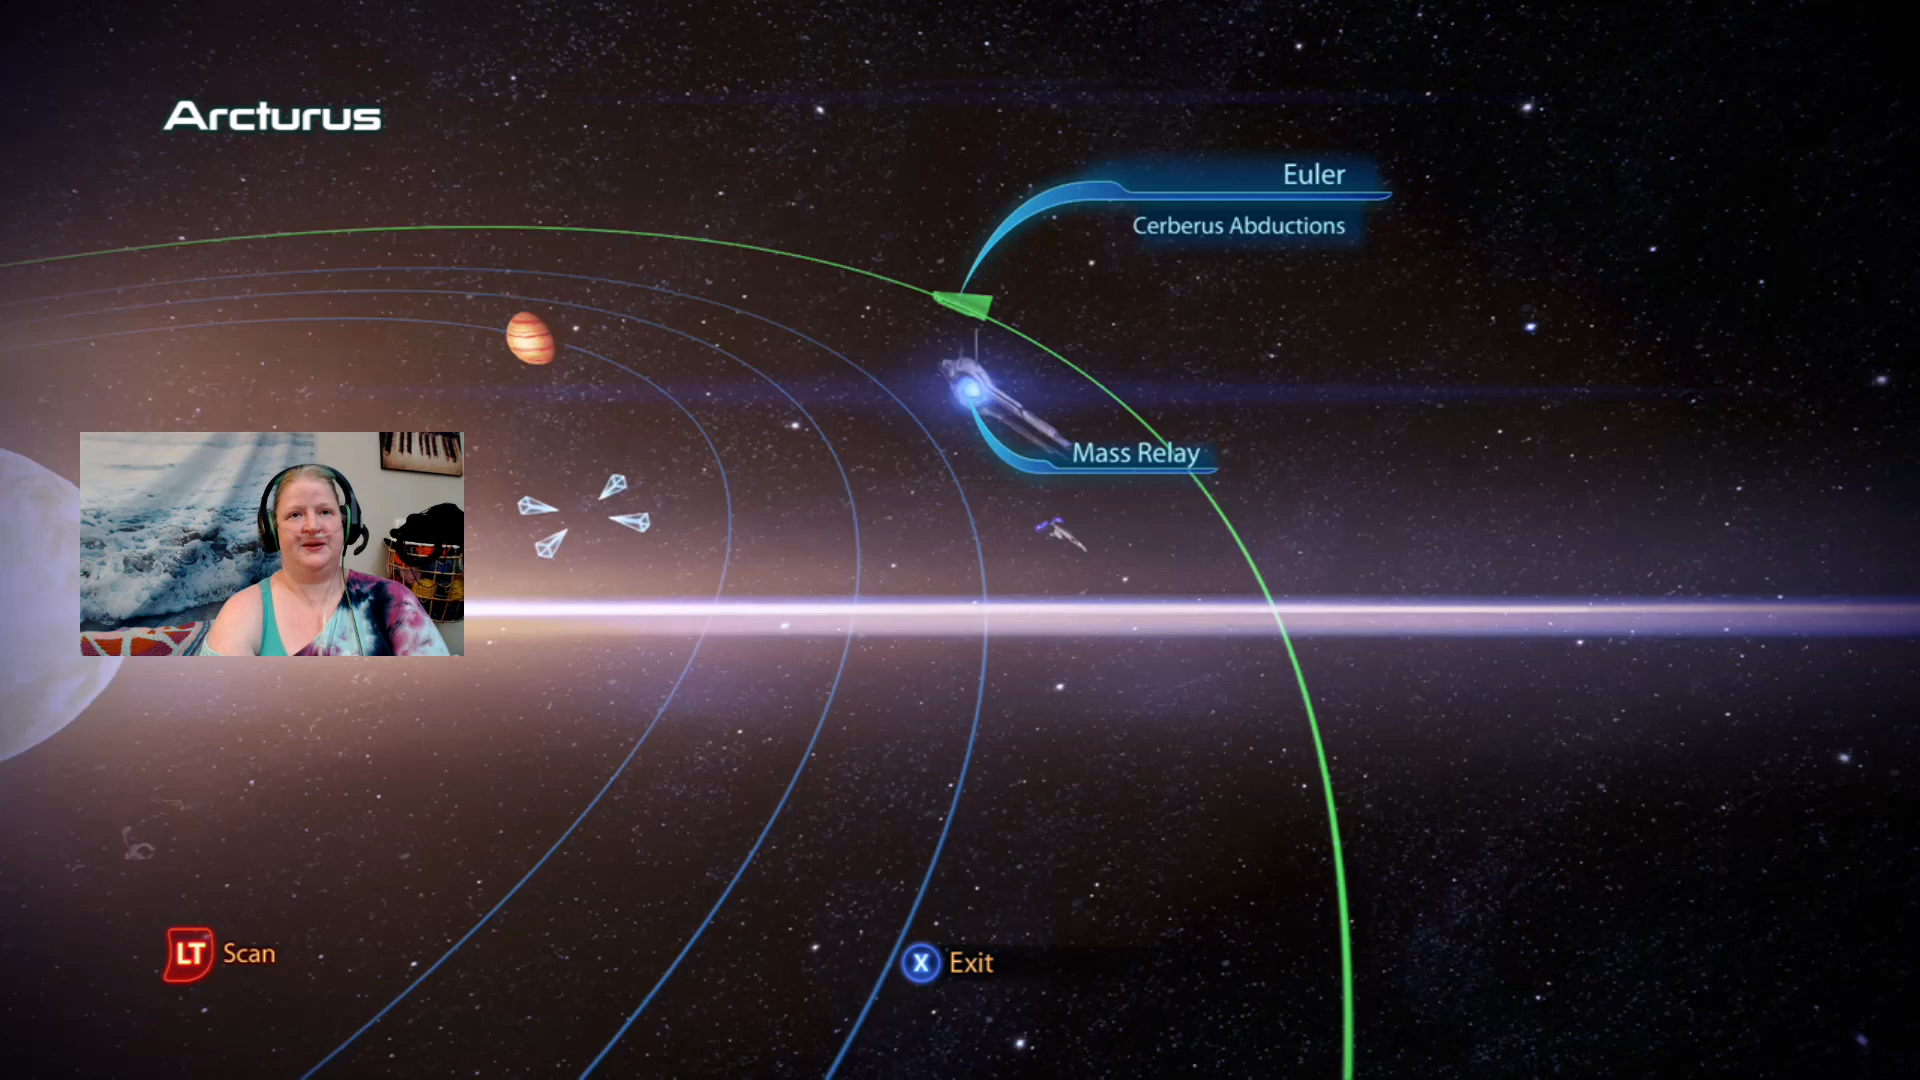 Arcturus
Euler
Cerberus Abductions
Mass Relay
LT Scan
X Exit